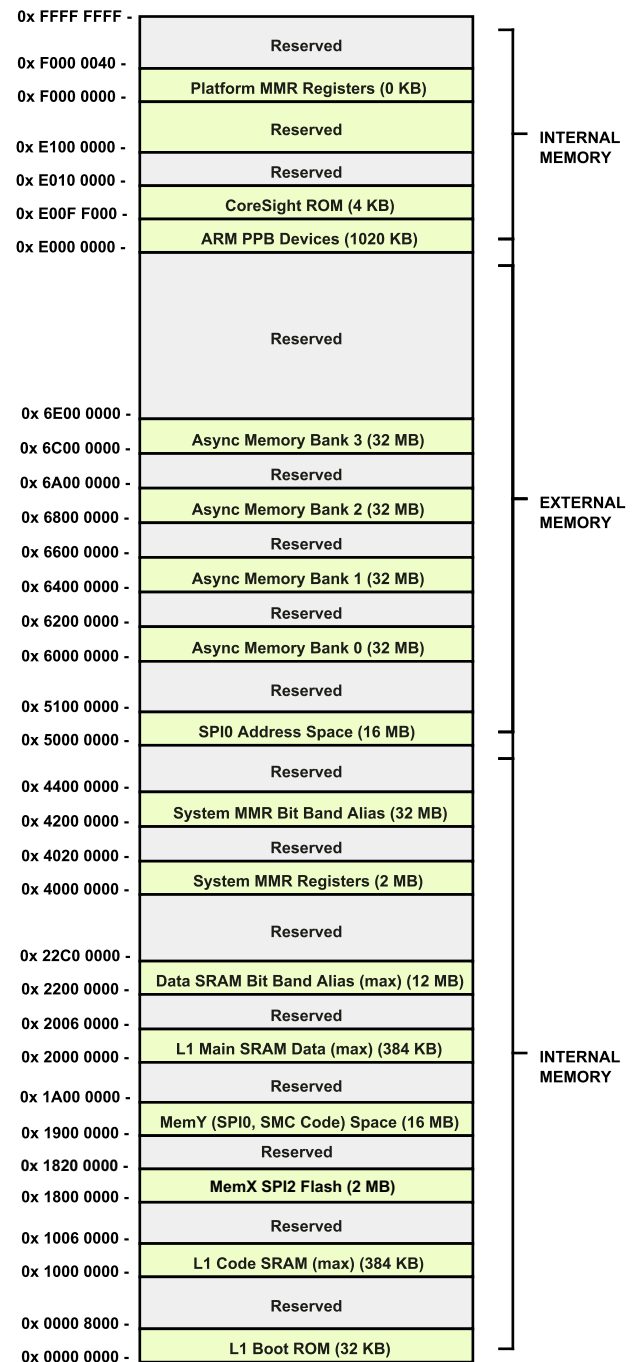 0x FFFF FFFF -
Reserved
0x F000 0040 -
Platform MMR Registers (0 KB)
0x F000 0000 -
Reserved
0x E100 0000 -
INTERNAL
MEMORY
Reserved
0x E010 0000 -
CoreSight ROM (4 KB)
0x E00F F000 -
ARM PPB Devices (1020 KB)
0x E000 0000 -
Reserved
0x 6E00 0000 -
Async Memory Bank 3 (32 MB)
0x 6C00 0000 -
Reserved
0x 6A00 0000 -
Async Memory Bank 2 (32 MB)
0x 6800 0000 -
EXTERNAL
MEMORY
Reserved
0x 6600 0000 -
Async Memory Bank 1 (32 MB)
0x 6400 0000 -
Reserved
0x 6200 0000 -
Async Memory Bank 0 (32 MB)
0x 6000 0000 -
Reserved
0x 5100 0000 -
SPI0 Address Space (16 MB)
0x 5000 0000 -
Reserved
0x 4400 0000 -
System MMR Bit Band Alias (32 MB)
0x 4200 0000 -
Reserved
0x 4020 0000 -
System MMR Registers (2 MB)
0x 4000 0000 -
Reserved
0x 22C0 0000 -
Data SRAM Bit Band Alias (max) (12 MB)
0x 2200 0000 -
Reserved
0x 2006 0000 -
L1 Main SRAM Data (max) (384 KB)
0x 2000 0000 -
INTERNAL
MEMORY
Reserved
0x 1A00 0000 -
MemY (SPI0, SMC Code) Space (16 MB)
0x 1900 0000 -
Reserved
0x 1820 0000 -
MemX SPI2 Flash (2 MB)
0x 1800 0000 -
Reserved
0x 1006 0000 -
L1 Code SRAM (max) (384 KB)
0x 1000 0000 -
Reserved
0x 0000 8000 -
L1 Boot ROM (32 KB)
0x 0000 0000 -